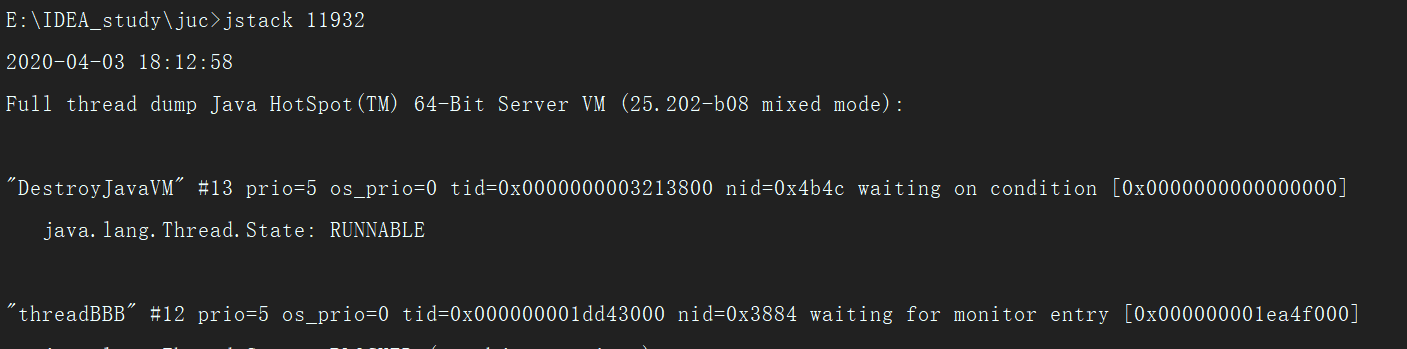 E:\IDEA_study\juc>jstack 11932
2020-04-03 18:12:58
Full thread dump Java HotSpot(TM) 64-Bit Server VM (25.202-b08 mixed mode):
"DestroyJavaVM" #13 prio=5 os_prio=0 tid=0x0000000003213800 nid=0x4b4c waiting on condition [0x0000000000000000]
java.lang.Thread.State: RUNNABLE
"threadBBB" #12 prio=5 os_prio=0 tid=0x000000001dd43000 nid=0x3884 waiting for monitor entry [0x000000001ea4f000]